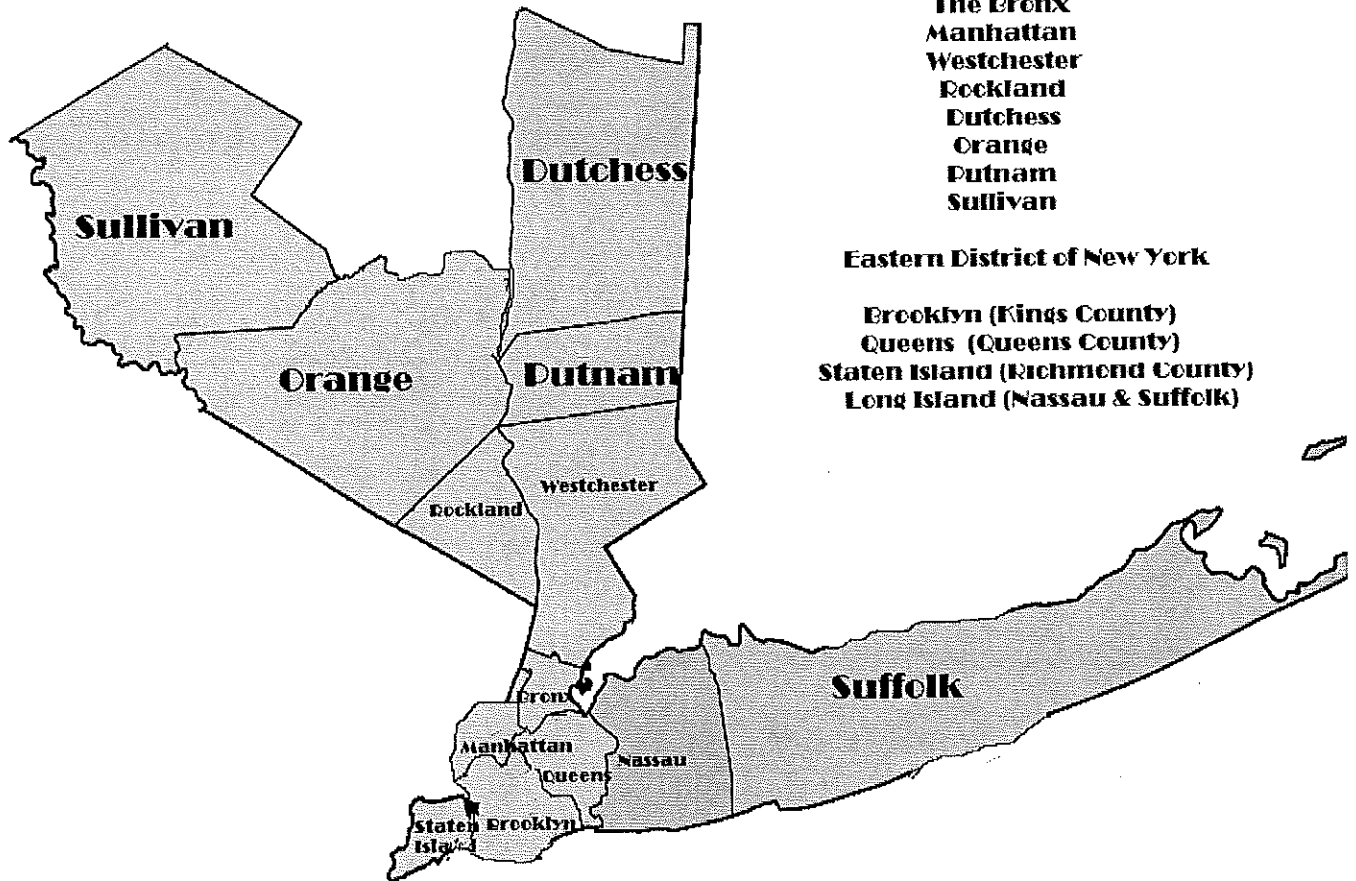 The Bronx
Manhattan
Westchester
Rockland
Dutchess
Orange
Putnam
Sullivan
Eastern District of New York
Brooklyn (Kings County)
Queens (Queens County)
Staten Island (Richmond County)
Long Island (Nassau & Suffolk)
Dutchess
Sullivan
Orange
Putnam
Westchester
Rockland
Bronx
Suffolk
Manhattan
Nassau
Queens
Staten
Island
Brooklyn